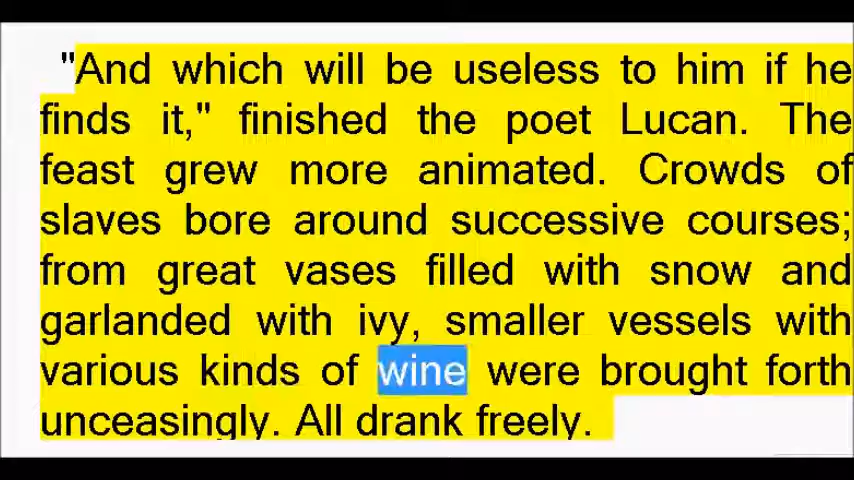 "And which will be useless to him if he
finds it," finished the poet Lucan. The
feast grew more animated. Crowds of
slaves bore around successive courses;
from great vases filled with snow and
garlanded with ivy, smaller vessels with
various kinds of wine were brought forth
unceasingly. All drank freely.